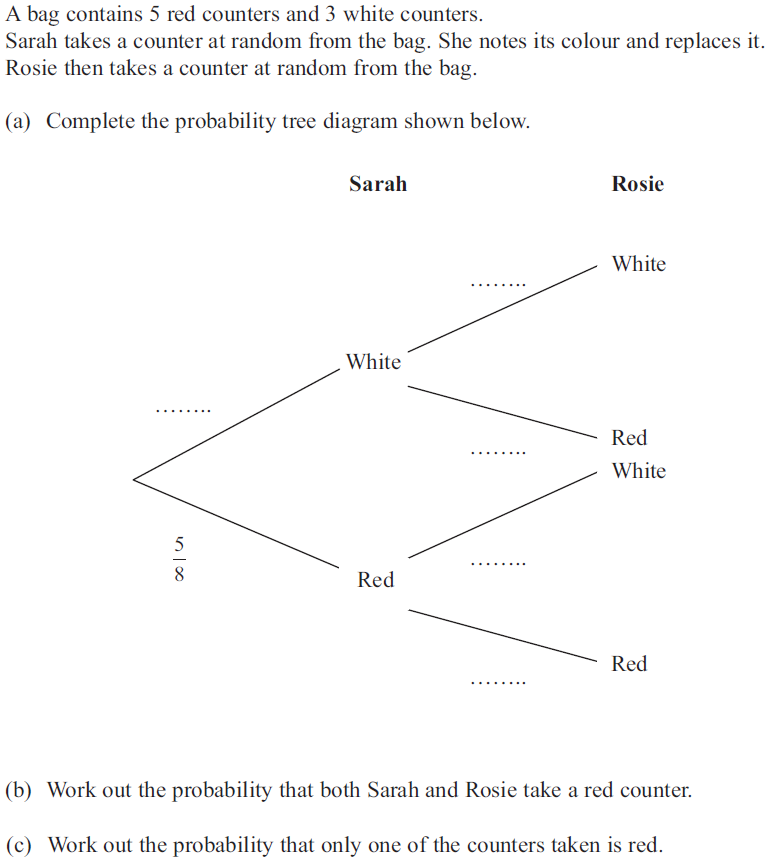 A bag contains 5 red counters and 3 white counters.
Sarah takes a counter at random from the bag. She notes its colour and replaces it.
Rosie then takes a counter at random from the bag.
(a) Complete the probability tree diagram shown below.
Sarah Rosie
White
........
White
........
Red
........
White
5
8
........
Red
Red
........
(b) Work out the probability that both Sarah and Rosie take a red counter.
(c) Work out the probability that only one of the counters taken is red.